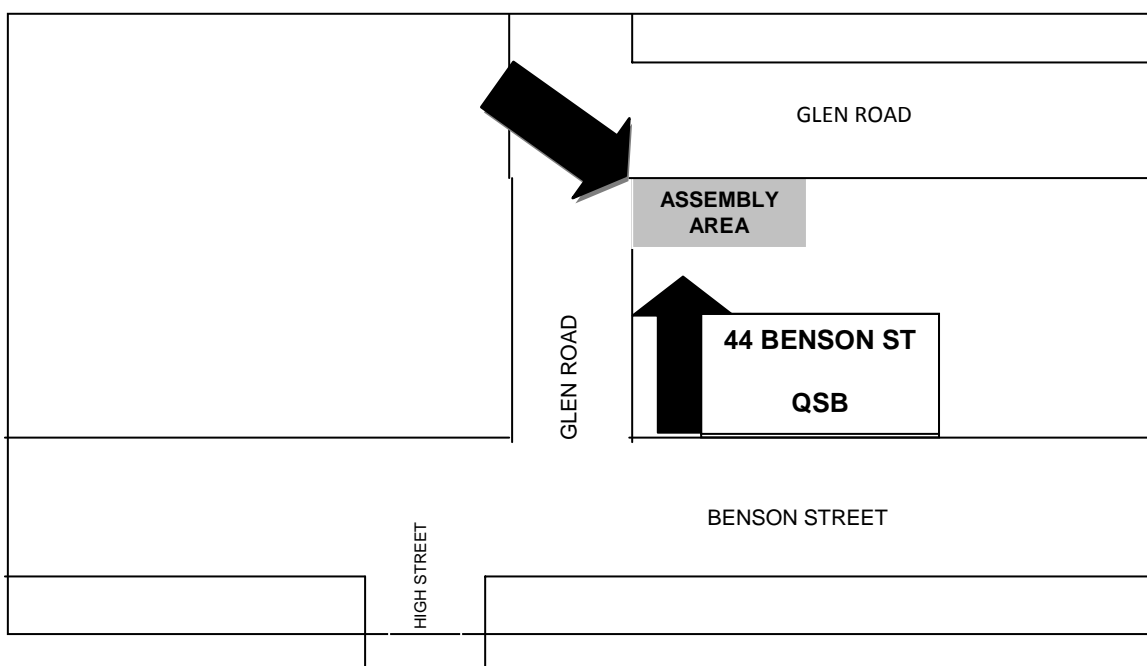 GLEN ROAD
ASSEMBLY
AREA
GLEN ROAD
44 BENSON ST
QSB
BENSON STREET
HIGH STREET